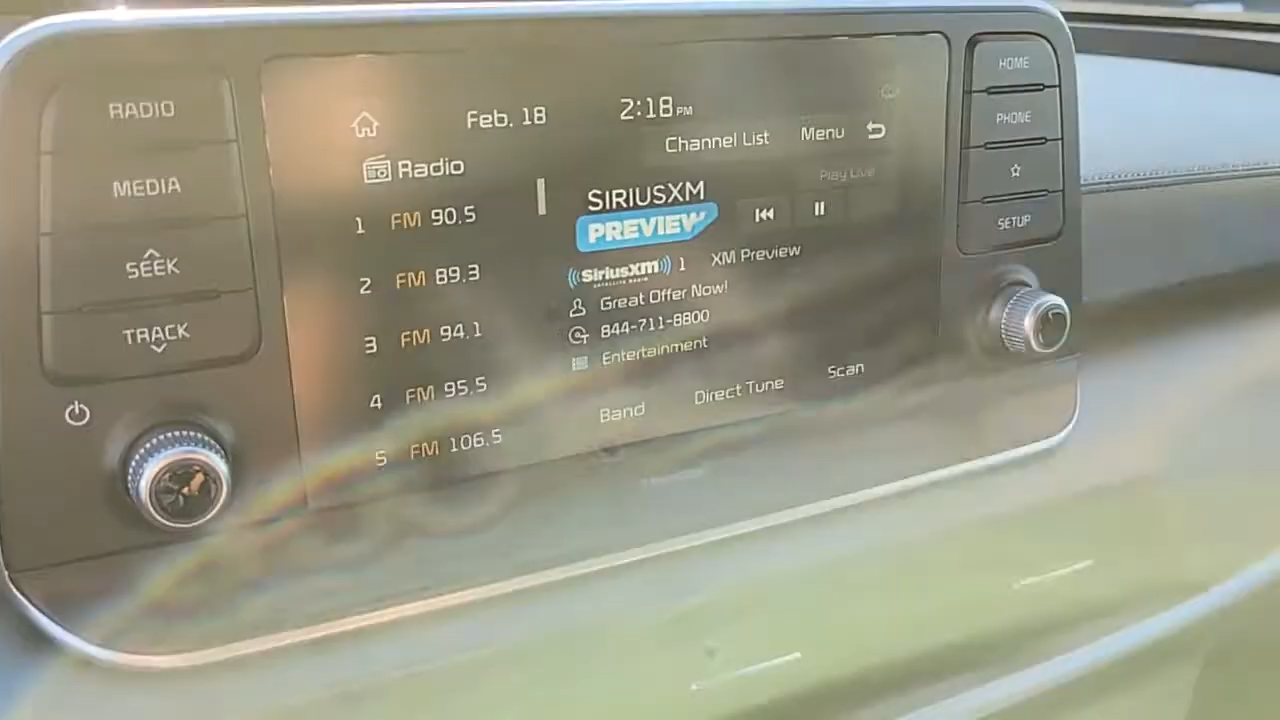 RADIO
MEDIA
SEEK
TRACK
Feb. 18
2:18 PM
Radio
Channel List
Menu
Play Live
1 FM 90.5
2 FM 89.3
3 FM 94.1
4 FM 95.5
5 FM 106.5
SIRIUSXM
PREVIEW
SiriusXM 1 XM Preview
SATELLITE RADIO
Great Offer Now!
844-711-8800
Entertainment
Band
Direct Tune
Scan
HOME
PHONE
SETUP